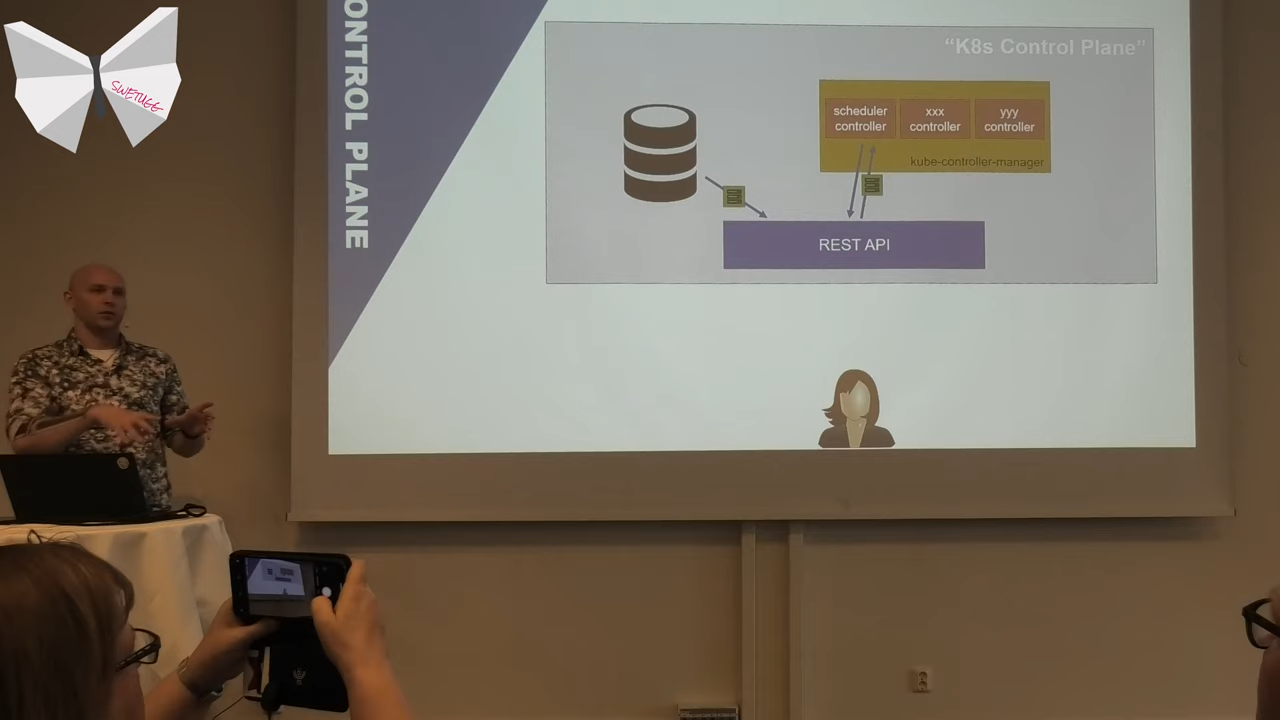 SWETUGG
ONTROL PLANE
“K8s Control Plane”
scheduler
controller
xxx
controller
yyy
controller
kube-controller-manager
REST API